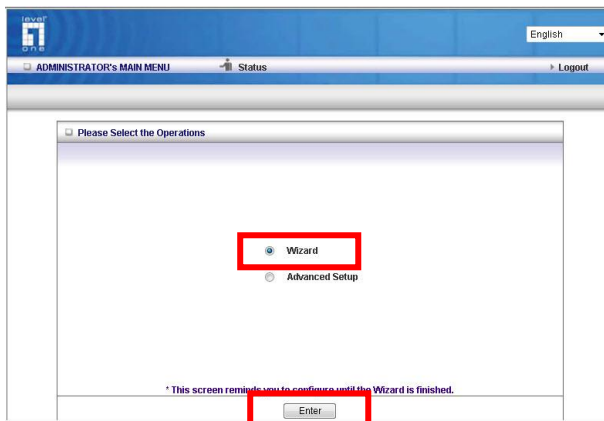 level
one
English
ADMINISTRATOR's MAIN MENU Status Logout
Please Select the Operations
Wizard
Advanced Setup
* This screen reminds you to configure until the Wizard is finished.
Enter